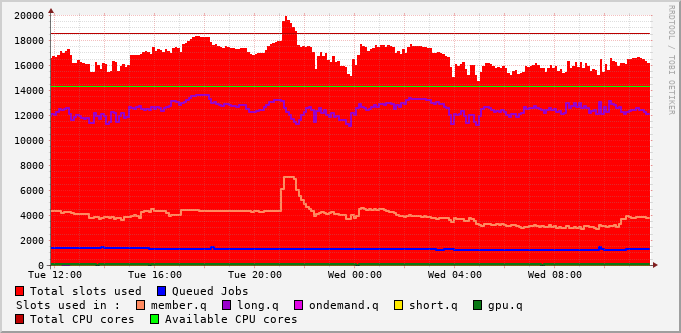 20000
18000
16000
14000
12000
10000
8000
6000
4000
2000
0
Tue 12:00 Tue 16:00 Tue 20:00 Wed 00:00 Wed 04:00 Wed 08:00
Total slots used Queued Jobs
Slots used in : member.q long.q ondemand.q short.q gpu.q
Total CPU cores Available CPU cores
RRDTOOL / TOBI OETIKER